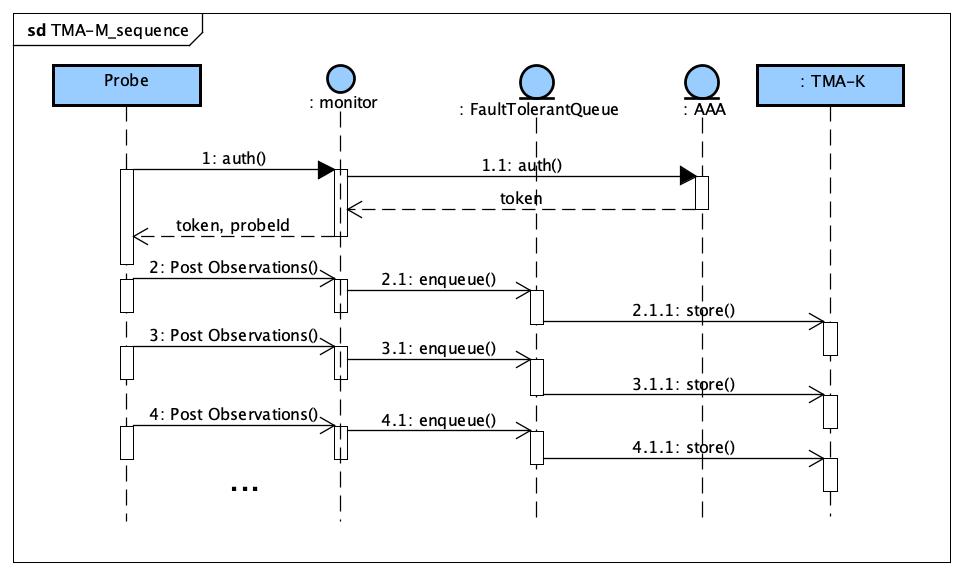 sd TMA-M_sequence
Probe
: monitor
: FaultTolerantQueue
: AAA
: TMA-K
1: auth()
1.1: auth()
token
token, probeId
2: Post Observations()
2.1: enqueue()
2.1.1: store()
3: Post Observations()
3.1: enqueue()
3.1.1: store()
4: Post Observations()
4.1: enqueue()
4.1.1: store()
...